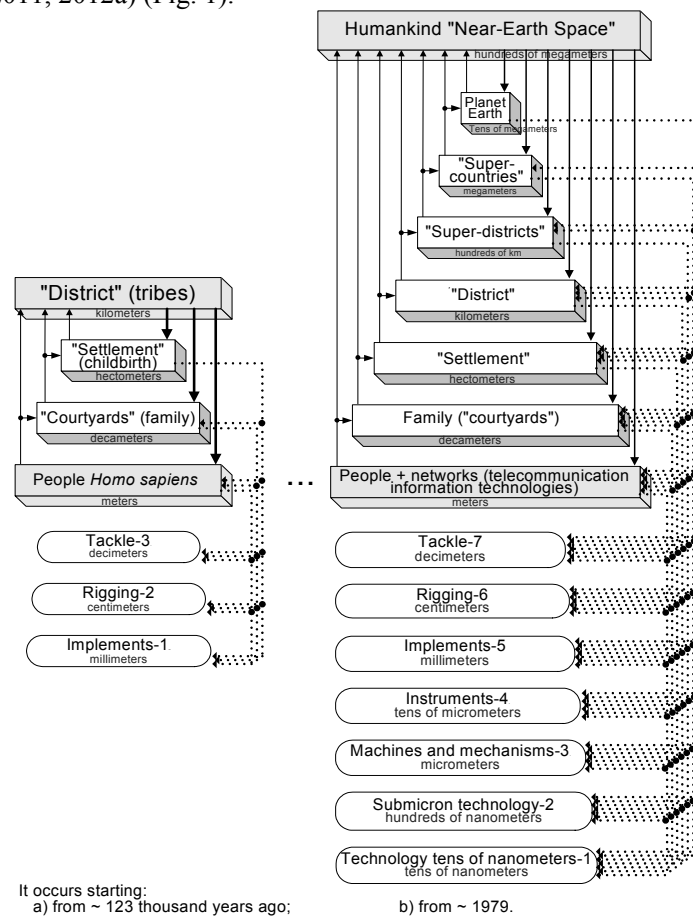 2011, 2012a) (Fig. 1).
Humankind "Near-Earth Space"
hundreds of megameters
Planet
Earth
Tens of megameters
"Super-
countries"
megameters
"Super-districts"
hundreds of km
"District"
kilometers
"Settlement"
hectometers
Family ("courtyards")
decameters
People + networks (telecommunication
information technologies)
meters
Tackle-7
decimeters
Rigging-6
centimeters
Implements-5
millimeters
Instruments-4
tens of micrometers
Machines and mechanisms-3
micrometers
Submicron technology-2
hundreds of nanometers
Technology tens of nanometers-1
tens of nanometers
"District" (tribes)
kilometers
"Settlement"
(childbirth)
hectometers
"Courtyards" (family)
decameters
People Homo sapiens
meters
...
Tackle-3
decimeters
Rigging-2
centimeters
Implements-1
millimeters
It occurs starting:
a) from ~ 123 thousand years ago;
b) from ~ 1979.